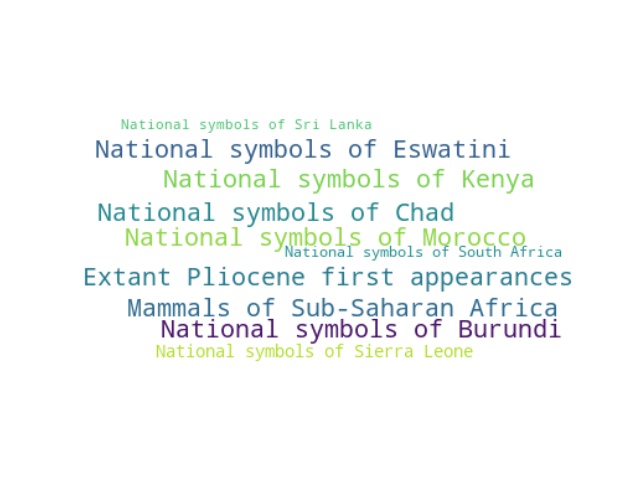 National symbols of Sri Lanka
National symbols of Eswatini
National symbols of Kenya
National symbols of Chad
National symbols of Morocco
National symbols of South Africa
Extant Pliocene first appearances
Mammals of Sub-Saharan Africa
National symbols of Burundi
National symbols of Sierra Leone